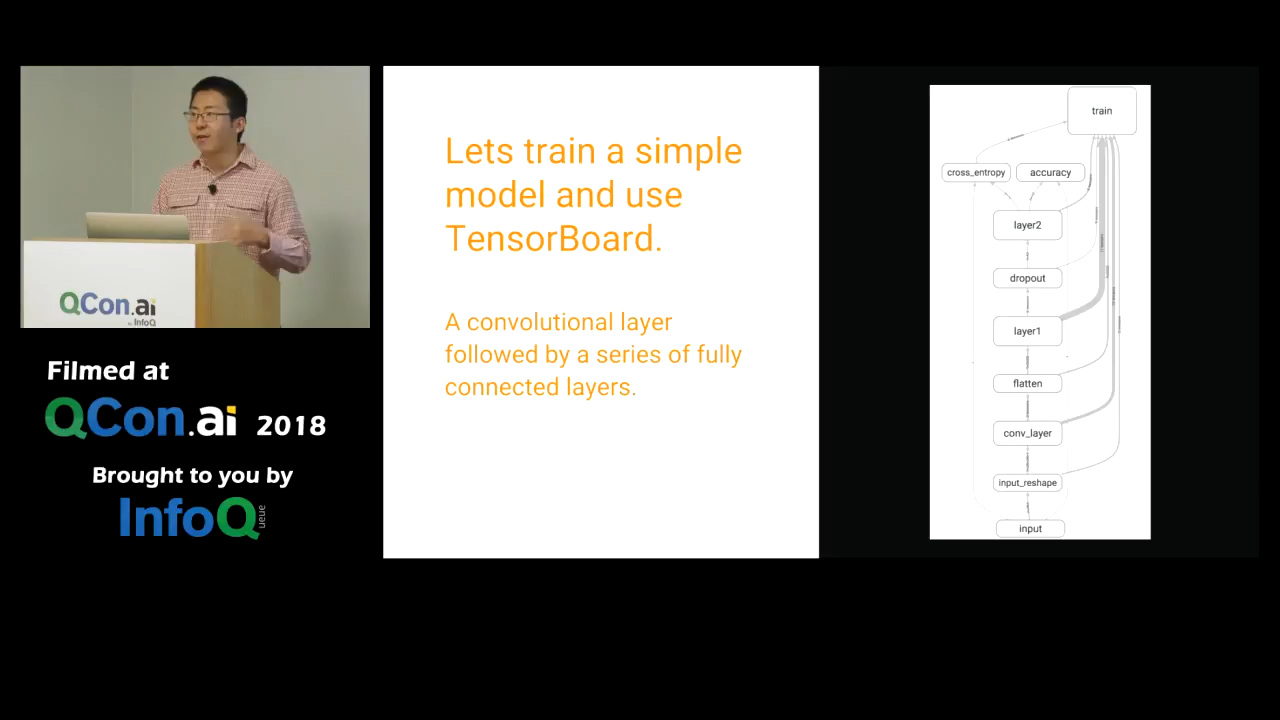 QCon.ai
by InfoQ
Filmed at
QCon.ai 2018
Brought to you by
InfoQ
ueue
Lets train a simple
model and use
TensorBoard.
A convolutional layer
followed by a series of fully
connected layers.
train
cross_entropy
accuracy
layer2
dropout
layer1
flatten
conv_layer
input_reshape
input